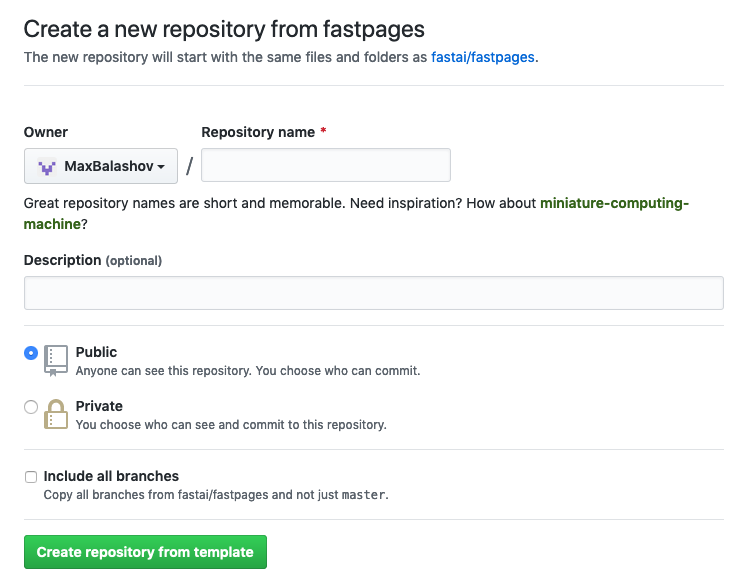 Create a new repository from fastpages
The new repository will start with the same files and folders as fastai/fastpages.
Owner
Repository name *
MaxBalashov
/
Great repository names are short and memorable. Need inspiration? How about miniature-computing-
machine?
Description (optional)
Public
Anyone can see this repository. You choose who can commit.
Private
You choose who can see and commit to this repository.
Include all branches
Copy all branches from fastai/fastpages and not just master.
Create repository from template